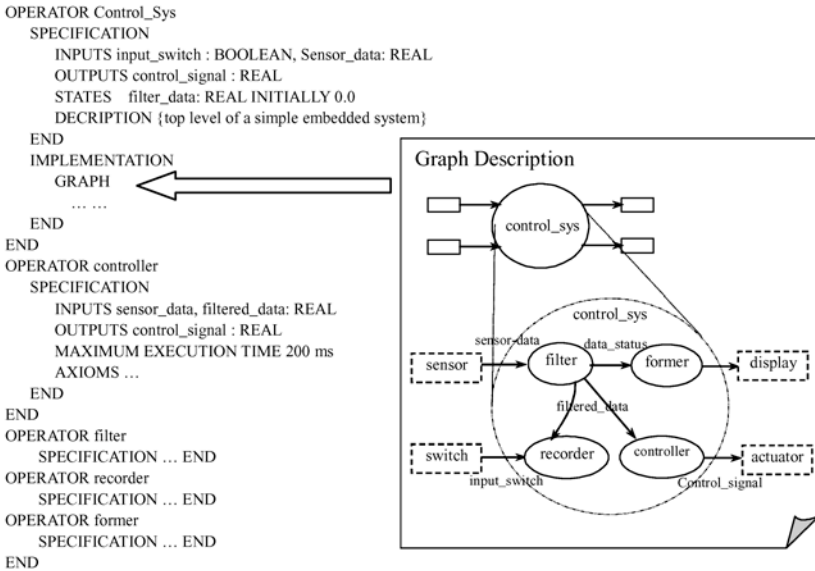 OPERATOR Control_Sys
SPECIFICATION
INPUTS input_switch : BOOLEAN, Sensor_data: REAL
OUTPUTS control_signal : REAL
STATES filter_data: REAL INITIALLY 0.0
DECRIPTION {top level of a simple embedded system}
END
IMPLEMENTATION
GRAPH
... ...
END
END
OPERATOR controller
SPECIFICATION
INPUTS sensor_data, filtered_data: REAL
OUTPUTS control_signal : REAL
MAXIMUM EXECUTION TIME 200 ms
AXIOMS ...
END
END
OPERATOR filter
SPECIFICATION ... END
OPERATOR recorder
SPECIFICATION ... END
OPERATOR former
SPECIFICATION ... END
END
Graph Description
control_sys
control_sys
sensor-data
data_status
sensor
filter
former
display
filtered_data
switch
recorder
controller
actuator
input_switch
Control_signal